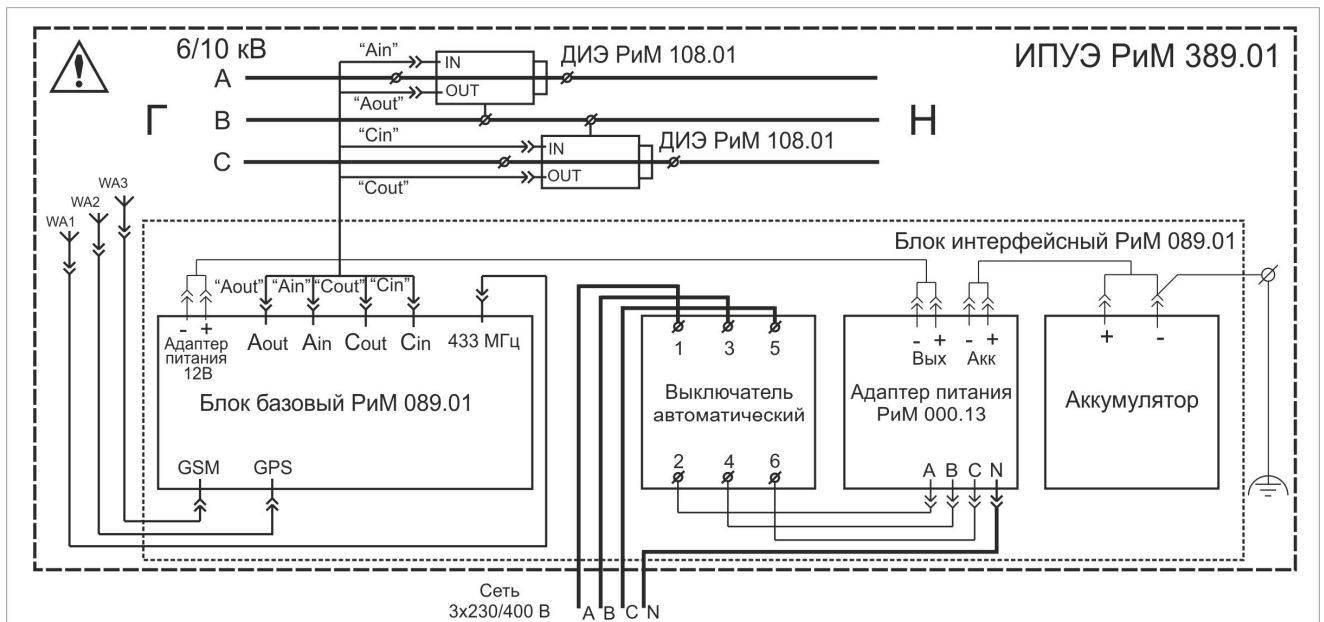 6/10 кВ
ИПУЭ РиМ 389.01
“Ain”
IN
ДИЭ РиМ 108.01
A
OUT
“Aout”
Г
B
Н
“Cin”
IN
ДИЭ РиМ 108.01
C
OUT
“Cout”
WA3
WA2
WA1
Блок интерфейсный РиМ 089.01
“Aout” “Ain” “Cout” “Cin”
- +
Адаптер
питания
12В
Aout Ain Cout Cin 433 МГц
Блок базовый РиМ 089.01
GSM GPS
1 3 5
Выключатель
автоматический
2 4 6
- + - +
Вых Акк
Адаптер питания
РиМ 000.13
A B C N
+ -
Аккумулятор
Сеть
3x230/400 В
A B C N